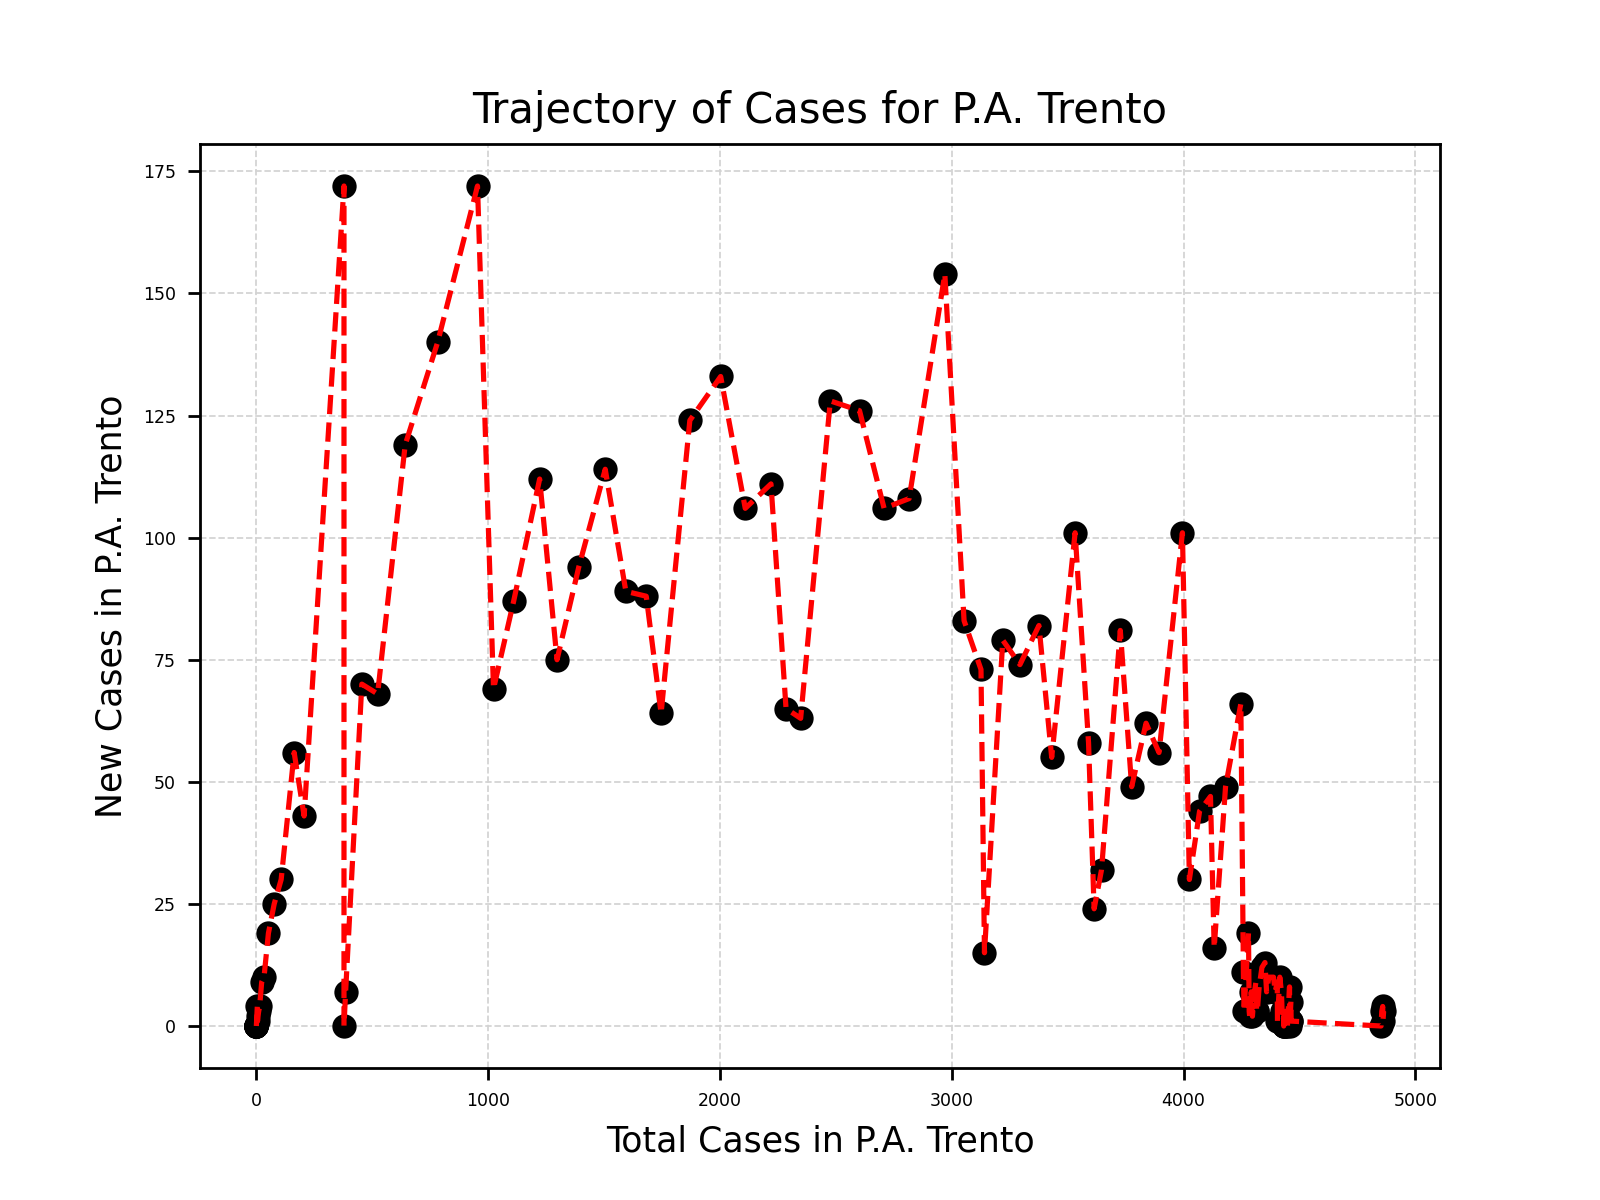 Trajectory of Cases for P.A. Trento
New Cases in P.A. Trento
175
150
125
100
75
50
25
0
0 1000 2000 3000 4000 5000
Total Cases in P.A. Trento